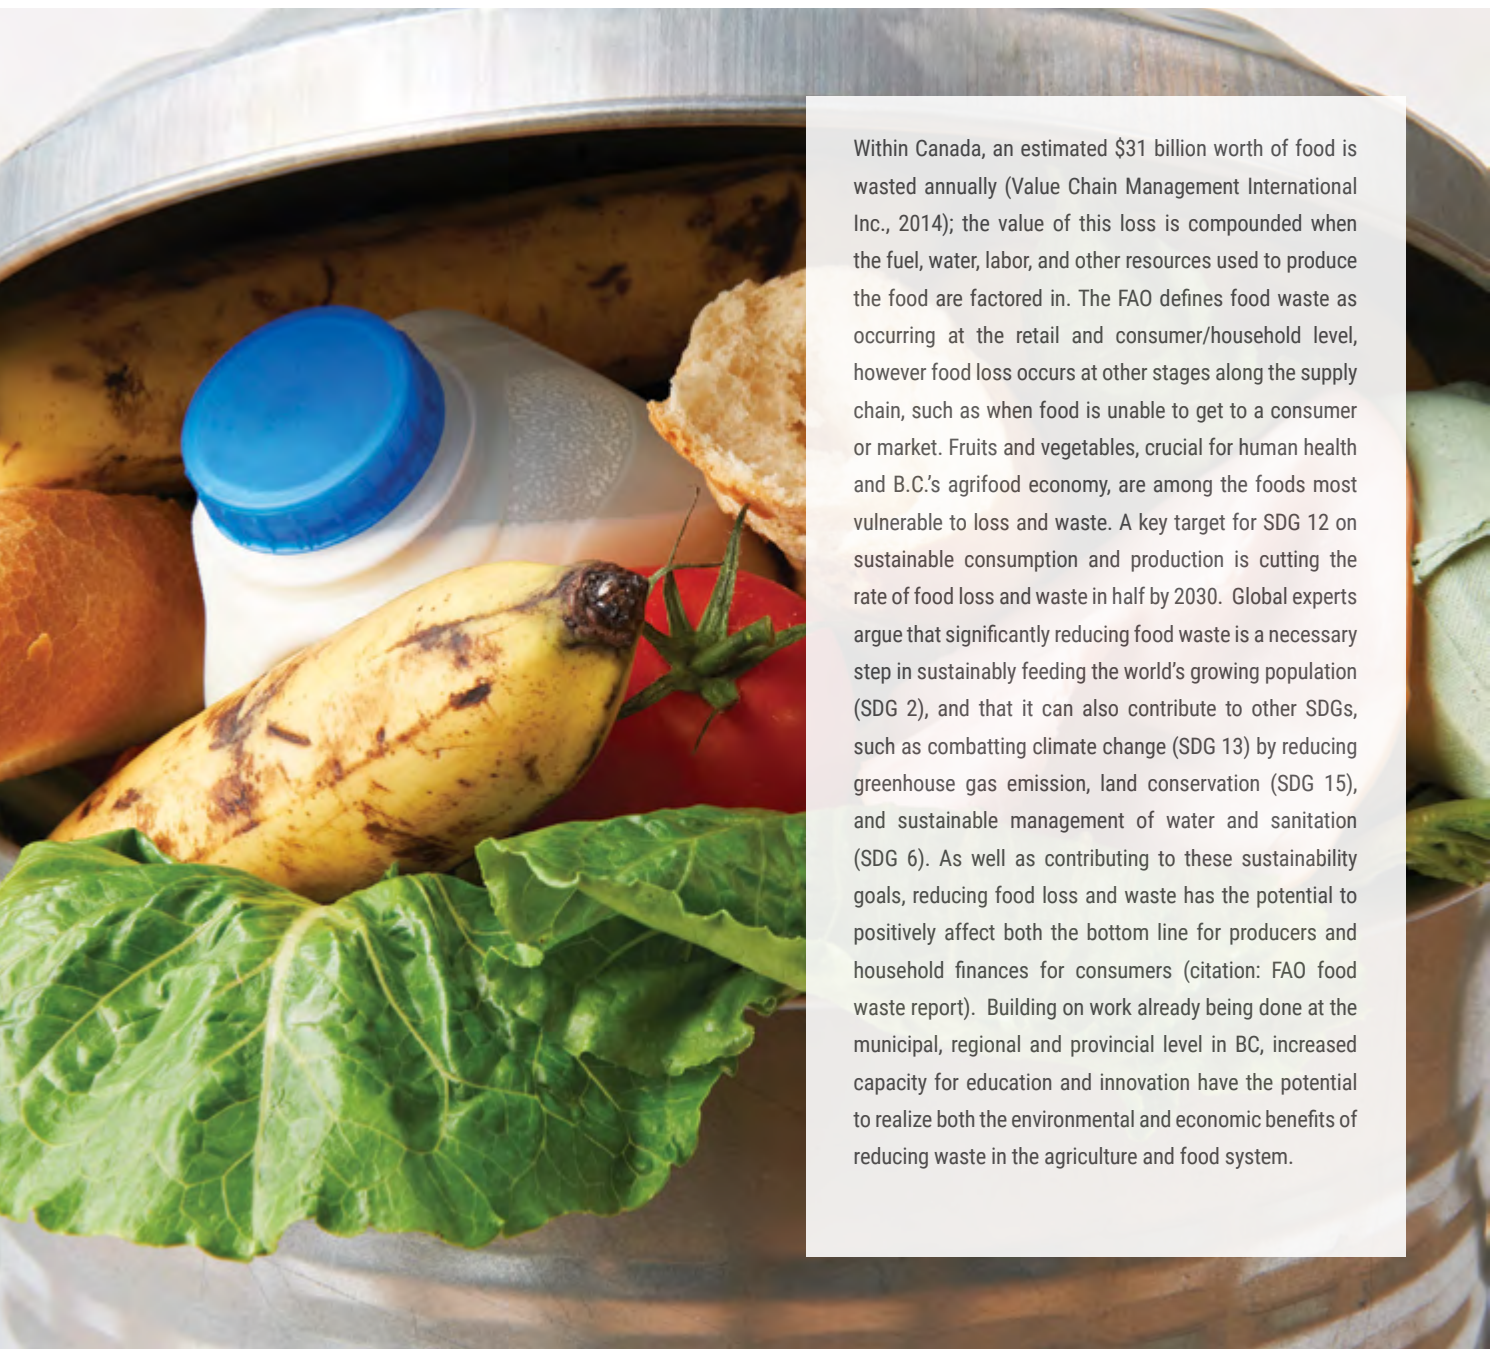 Within Canada, an estimated $31 billion worth of food is
wasted annually (Value Chain Management International
Inc., 2014); the value of this loss is compounded when
the fuel, water, labor, and other resources used to produce
the food are factored in. The FAO defines food waste as
occurring at the retail and consumer/household level,
however food loss occurs at other stages along the supply
chain, such as when food is unable to get to a consumer
or market. Fruits and vegetables, crucial for human health
and B.C.'s agrifood economy, are among the foods most
vulnerable to loss and waste. A key target for SDG 12 on
sustainable consumption and production is cutting the
rate of food loss and waste in half by 2030.  Global experts
argue that significantly reducing food waste is a necessary
step in sustainably feeding the world's growing population
(SDG 2), and that it can also contribute to other SDGs,
such as combatting climate change (SDG 13) by reducing
greenhouse gas emission, land conservation (SDG 15),
and sustainable management of water and sanitation
(SDG 6). As well as contributing to these sustainability
goals, reducing food loss and waste has the potential to
positively affect both the bottom line for producers and
household finances for consumers (citation: FAO food
waste report).  Building on work already being done at the
municipal, regional and provincial level in BC, increased
capacity for education and innovation have the potential
to realize both the environmental and economic benefits of
reducing waste in the agriculture and food system.